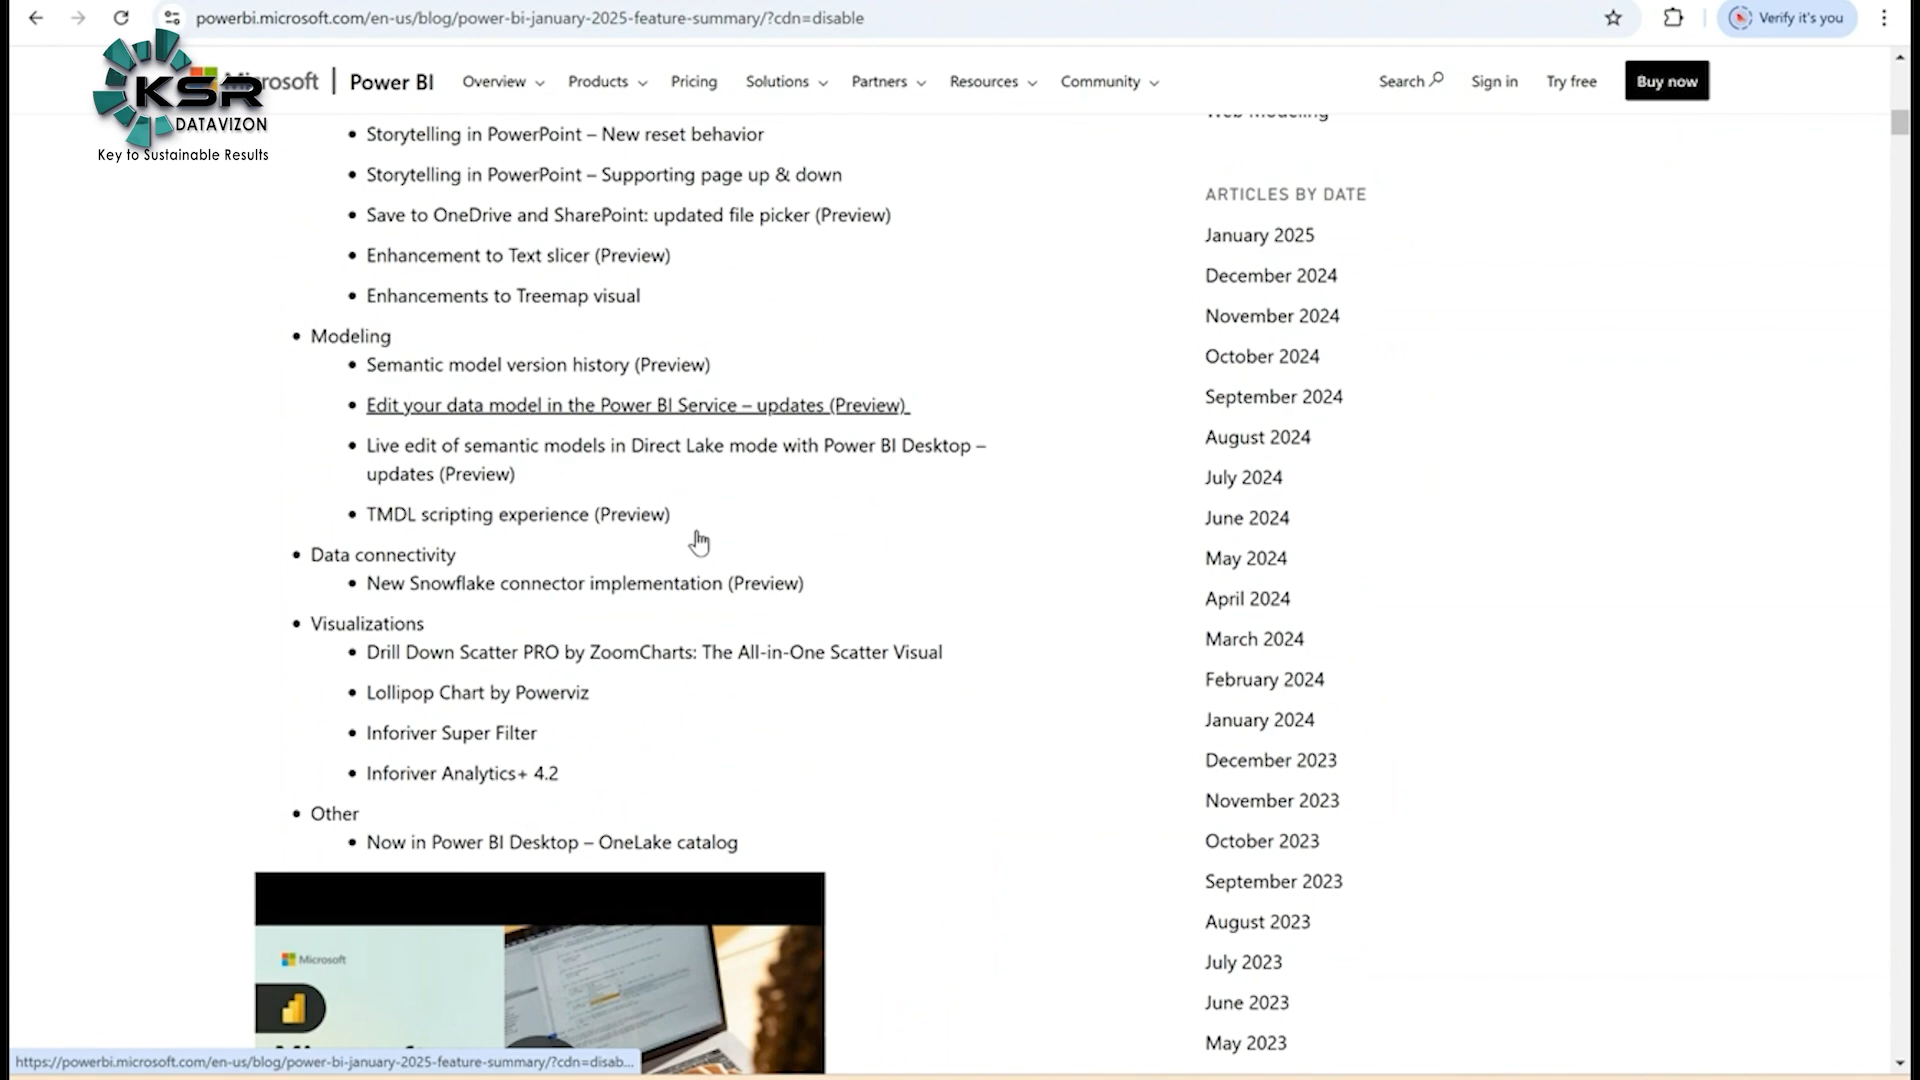 powerbi.microsoft.com/en-us/blog/power-bi-january-2025-feature-summary/?cdn=disable
Verify it's you
KSR
DATAVIZON
Key to Sustainable Results
Power BI
Overview
Products
Pricing
Solutions
Partners
Resources
Community
Search
Sign in
Try free
Buy now
Storytelling in PowerPoint – New reset behavior
Storytelling in PowerPoint – Supporting page up & down
Save to OneDrive and SharePoint: updated file picker (Preview)
Enhancement to Text slicer (Preview)
Enhancements to Treemap visual
Modeling
Semantic model version history (Preview)
Edit your data model in the Power BI Service – updates (Preview)
Live edit of semantic models in Direct Lake mode with Power BI Desktop –
updates (Preview)
TMDL scripting experience (Preview)
Data connectivity
New Snowflake connector implementation (Preview)
Visualizations
Drill Down Scatter PRO by ZoomCharts: The All-in-One Scatter Visual
Lollipop Chart by Powerviz
Inforiver Super Filter
Inforiver Analytics+ 4.2
Other
Now in Power BI Desktop – OneLake catalog
Microsoft
https://powerbi.microsoft.com/en-us/blog/power-bi-january-2025-feature-summary/?cdn=disab...
Web Modeling
ARTICLES BY DATE
January 2025
December 2024
November 2024
October 2024
September 2024
August 2024
July 2024
June 2024
May 2024
April 2024
March 2024
February 2024
January 2024
December 2023
November 2023
October 2023
September 2023
August 2023
July 2023
June 2023
May 2023